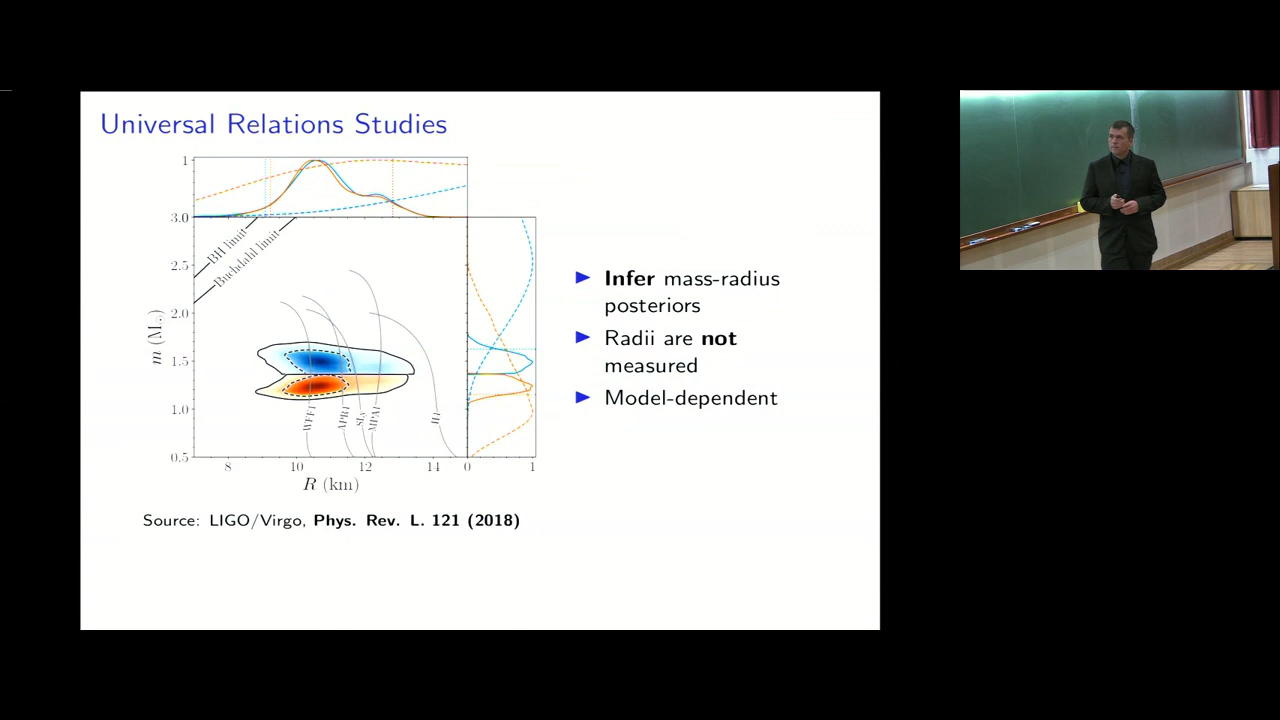 Universal Relations Studies
1
3.0
2.5
2.0
1.5
1.0
0.5
m (M⊙)
BH limit
Buchdahl limit
WFF1
APR4
SLy
MPA1
H4
8
10
12
14
0
1
R (km)
▶ Infer mass-radius
posteriors
▶ Radii are not
measured
▶ Model-dependent
Source: LIGO/Virgo, Phys. Rev. L. 121 (2018)